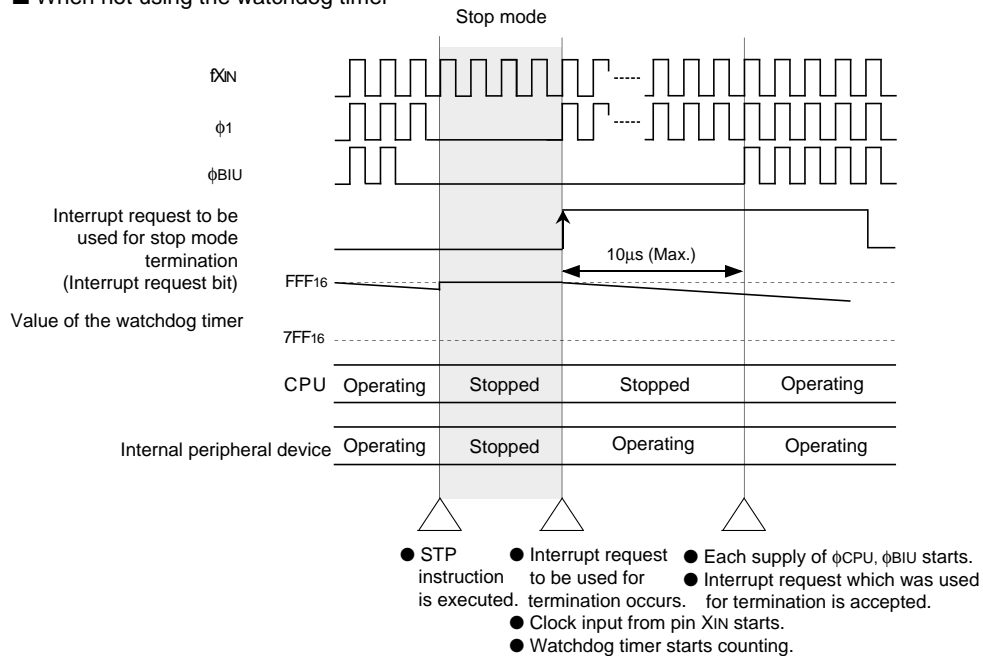 ■ When not using the watchdog timer
Stop mode
fXIN
ϕ1
ϕBIU
Interrupt request to be
used for stop mode
termination
(Interrupt request bit)
10µs (Max.)
FFF16
Value of the watchdog timer
7FF16
CPU Operating Stopped Stopped Operating
Internal peripheral device Operating Stopped Operating Operating
● STP
instruction
is executed.
● Interrupt request
to be used for
termination occurs.
● Clock input from pin XIN starts.
● Watchdog timer starts counting.
● Each supply of ϕCPU, ϕBIU starts.
● Interrupt request which was used
for termination is accepted.